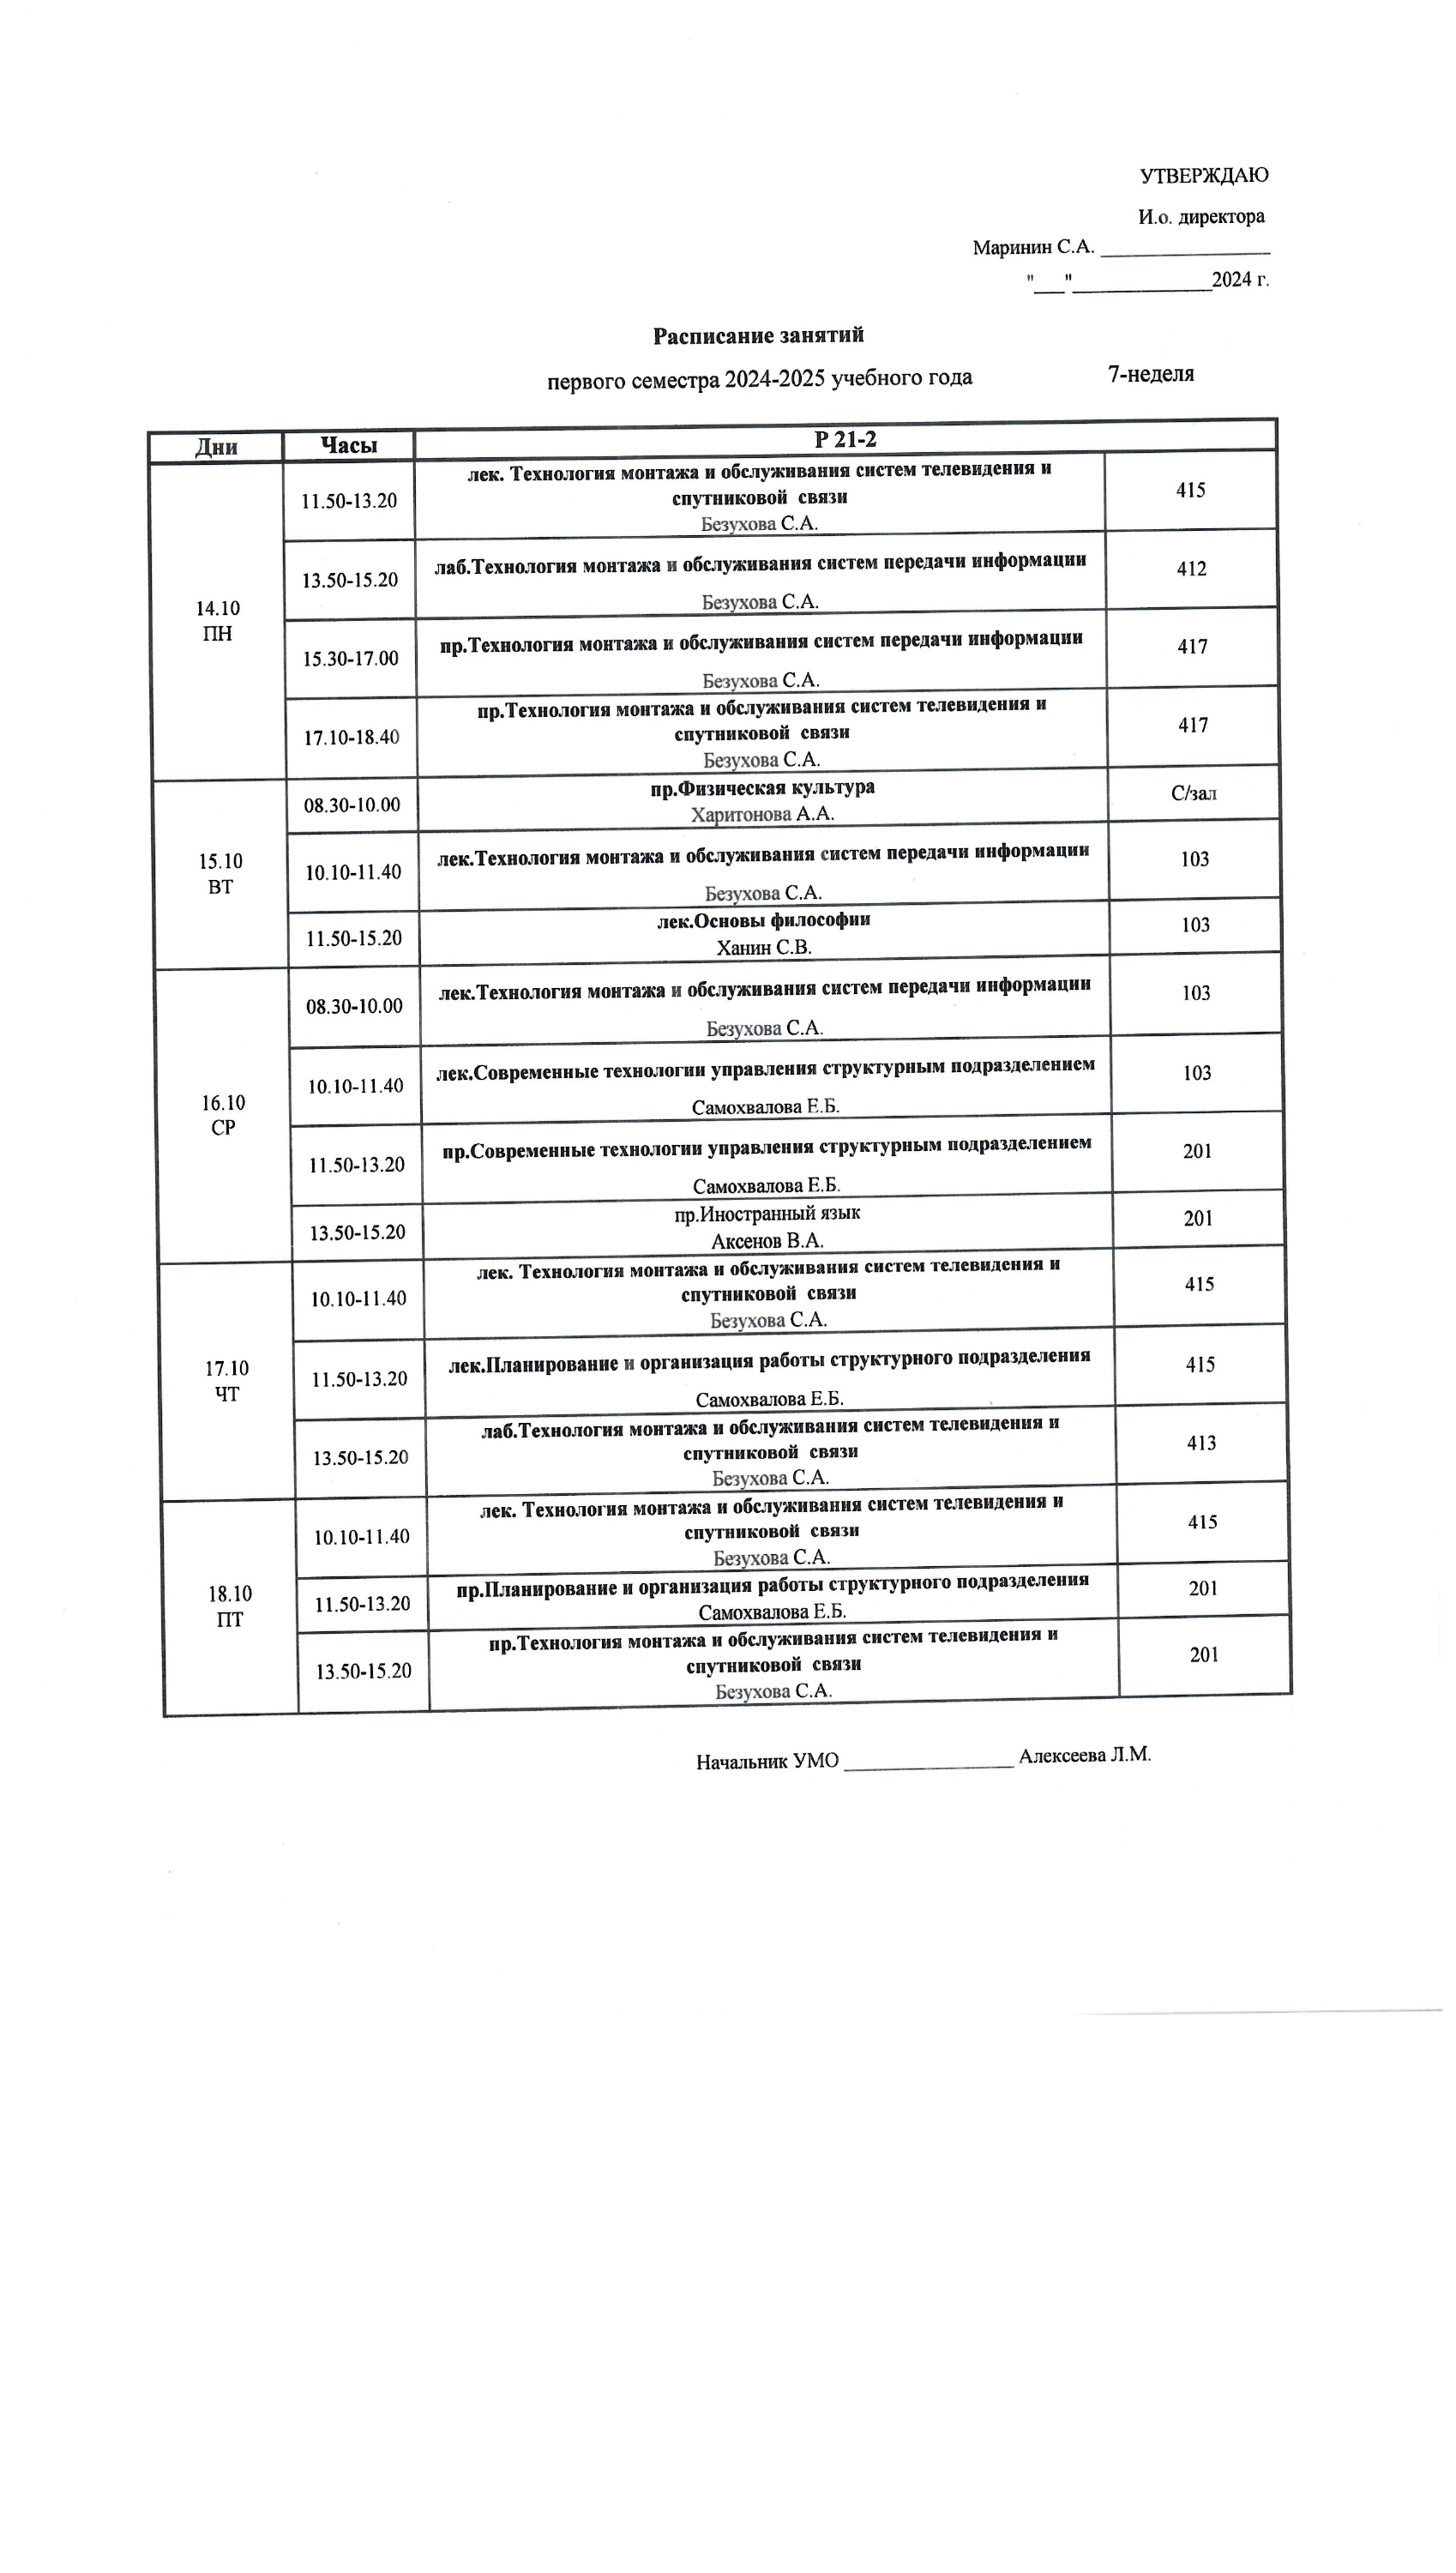 УТВЕРЖДАЮ
И.о. директора
Маринин С.А. ________________
"___"_____________2024 г.
Расписание занятий
первого семестра 2024-2025 учебного года 7-неделя
Дни Часы Р 21-2
14.10
ПН
11.50-13.20
лек. Технология монтажа и обслуживания систем телевидения и
спутниковой связи
Безухова С.А.
415
13.50-15.20
лаб.Технология монтажа и обслуживания систем передачи информации
Безухова С.А.
412
15.30-17.00
пр.Технология монтажа и обслуживания систем передачи информации
Безухова С.А.
417
17.10-18.40
пр.Технология монтажа и обслуживания систем телевидения и
спутниковой связи
Безухова С.А.
417
15.10
ВТ
08.30-10.00
пр.Физическая культура
Харитонова А.А.
С/зал
10.10-11.40
лек.Технология монтажа и обслуживания систем передачи информации
Безухова С.А.
103
11.50-15.20
лек.Основы философии
Ханин С.В.
103
16.10
СР
08.30-10.00
лек.Технология монтажа и обслуживания систем передачи информации
Безухова С.А.
103
10.10-11.40
лек.Современные технологии управления структурным подразделением
Самохвалова Е.Б.
103
11.50-13.20
пр.Современные технологии управления структурным подразделением
Самохвалова Е.Б.
201
13.50-15.20
пр.Иностранный язык
Аксенов В.А.
201
17.10
ЧТ
10.10-11.40
лек. Технология монтажа и обслуживания систем телевидения и
спутниковой связи
Безухова С.А.
415
11.50-13.20
лек.Планирование и организация работы структурного подразделения
Самохвалова Е.Б.
415
13.50-15.20
лаб.Технология монтажа и обслуживания систем телевидения и
спутниковой связи
Безухова С.А.
413
18.10
ПТ
10.10-11.40
лек. Технология монтажа и обслуживания систем телевидения и
спутниковой связи
Безухова С.А.
415
11.50-13.20
пр.Планирование и организация работы структурного подразделения
Самохвалова Е.Б.
201
13.50-15.20
пр.Технология монтажа и обслуживания систем телевидения и
спутниковой связи
Безухова С.А.
201
Начальник УМО ________________ Алексеева Л.М.